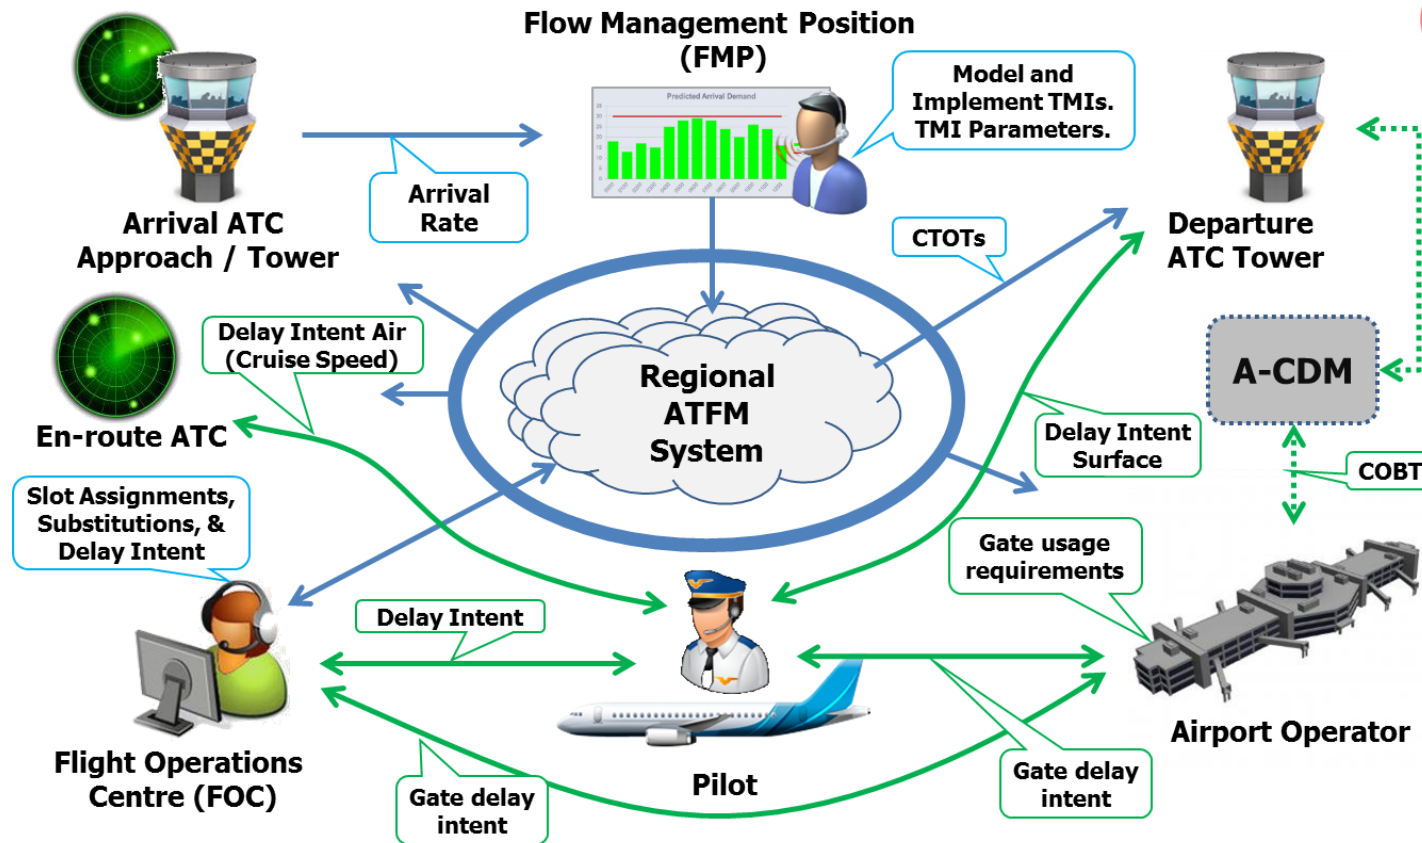 Flow Management Position
(FMP)
Predicted Arrival Demand
Model and
Implement TMIs.
TMI Parameters.
Arrival
Rate
Arrival ATC
Approach / Tower
CTOTs
Departure
ATC Tower
Delay Intent Air
(Cruise Speed)
En-route ATC
Regional
ATFM
System
A-CDM
Delay Intent
Surface
COBT
Slot Assignments,
Substitutions, &
Delay Intent
Gate usage
requirements
Delay Intent
Flight Operations
Centre (FOC)
Gate delay
intent
Pilot
Gate delay
intent
Airport Operator